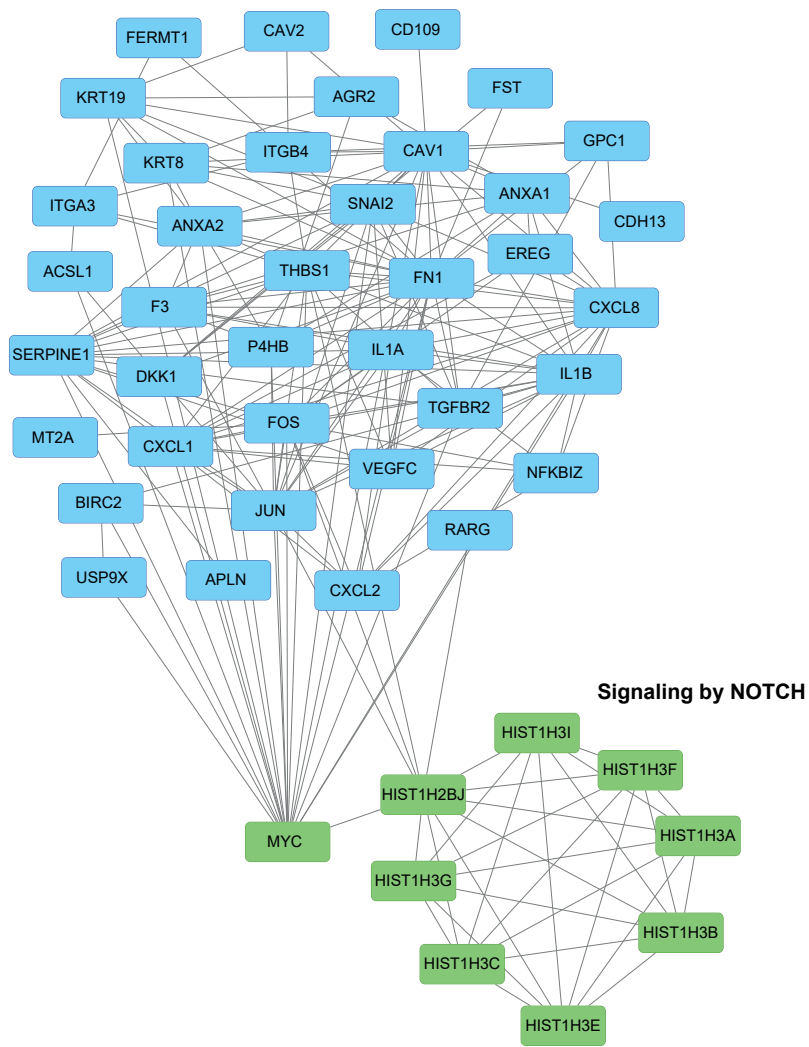 CAV2
CD109
FERMT1
FST
KRT19
AGR2
GPC1
ITGB4
CAV1
KRT8
ANXA1
ITGA3
SNAI2
CDH13
ANXA2
EREG
ACSL1
THBS1
FN1
F3
CXCL8
SERPINE1
P4HB
IL1A
DKK1
IL1B
TGFBR2
MT2A
CXCL1
FOS
VEGFC
NFKBIZ
BIRC2
JUN
RARG
USP9X
APLN
CXCL2
Signaling by NOTCH
HIST1H3I
HIST1H3F
HIST1H2BJ
MYC
HIST1H3A
HIST1H3G
HIST1H3B
HIST1H3C
HIST1H3E